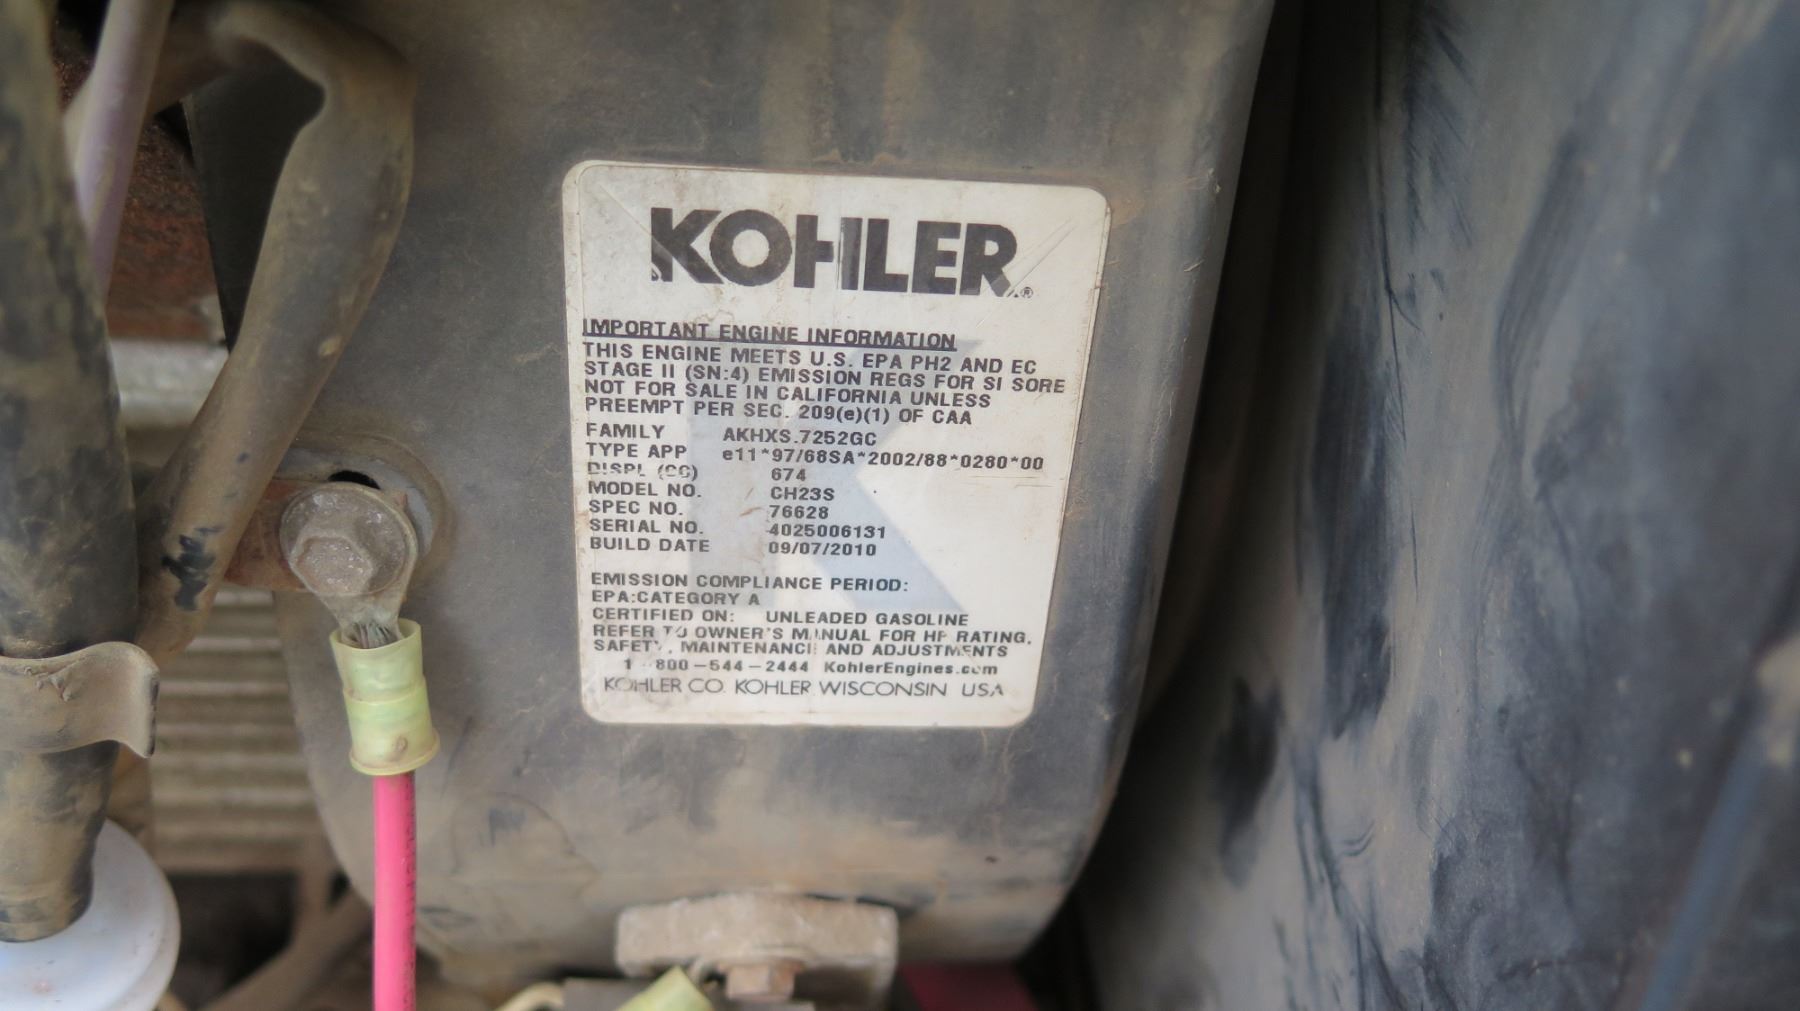 KOHLER®
IMPORTANT ENGINE INFORMATION
THIS ENGINE MEETS U.S. EPA PH2 AND EC
STAGE II (SN:4) EMISSION REGS FOR SI SORE
NOT FOR SALE IN CALIFORNIA UNLESS
PREEMPT PER SEC. 209(e)(1) OF CAA
FAMILY AKHXS.7252GC
TYPE APP e11*97/68SA*2002/88*0280*00
DISPL (CC) 674
MODEL NO. CH23S
SPEC NO. 76628
SERIAL NO. 4025006131
BUILD DATE 09/07/2010
EMISSION COMPLIANCE PERIOD:
EPA:CATEGORY A
CERTIFIED ON: UNLEADED GASOLINE
REFER TO OWNER'S MANUAL FOR HP RATING,
SAFETY, MAINTENANCE AND ADJUSTMENTS
1-800-544-2444 KohlerEngines.com
KOHLER CO. KOHLER, WISCONSIN USA